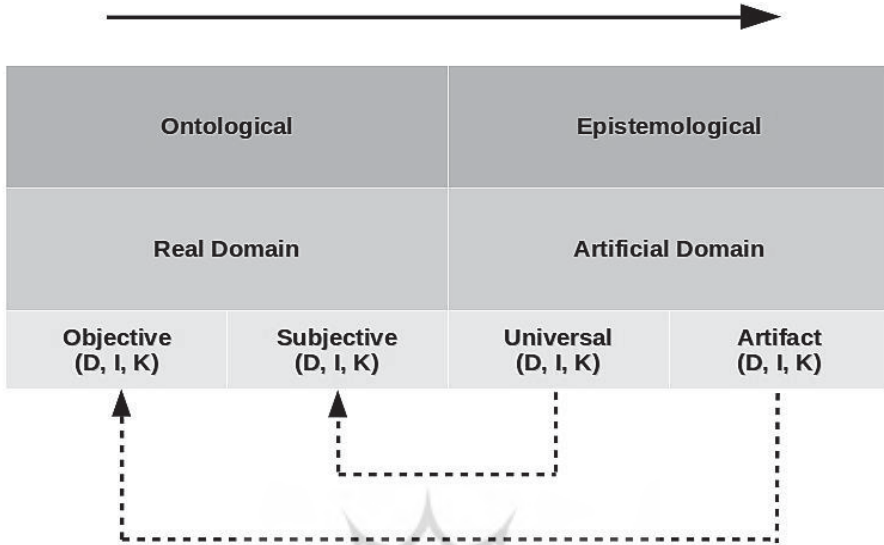 Ontological
Epistemological
Real Domain
Artificial Domain
Objective
(D, I, K)
Subjective
(D, I, K)
Universal
(D, I, K)
Artifact
(D, I, K)